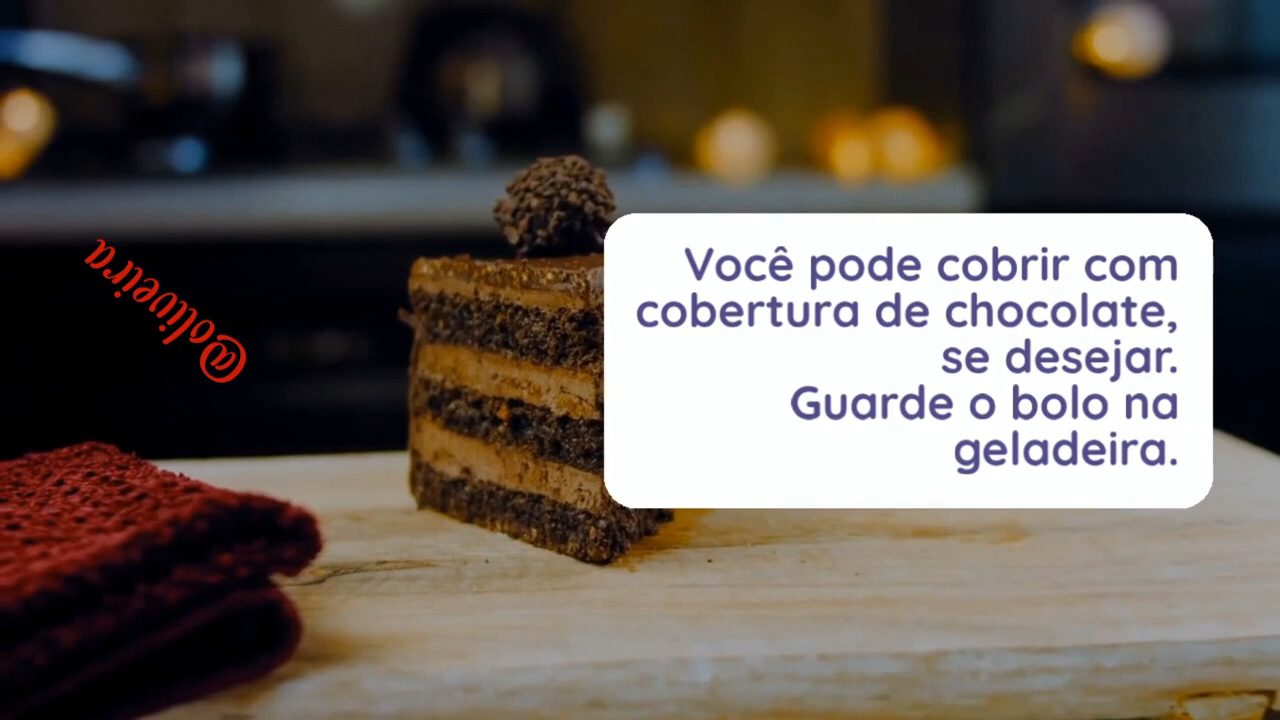 Você pode cobrir com
cobertura de chocolate,
se desejar.
Guarde o bolo na
geladeira.
@oliveira